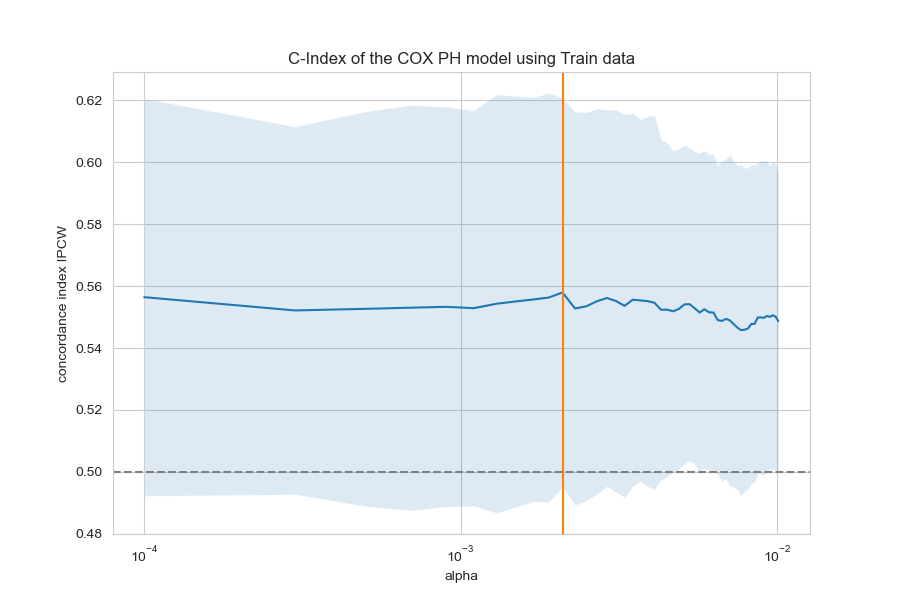 C-Index of the COX PH model using Train data
concordance index IPCW
0.62
0.60
0.58
0.56
0.54
0.52
0.50
0.48
10⁻⁴ 10⁻³ 10⁻²
alpha